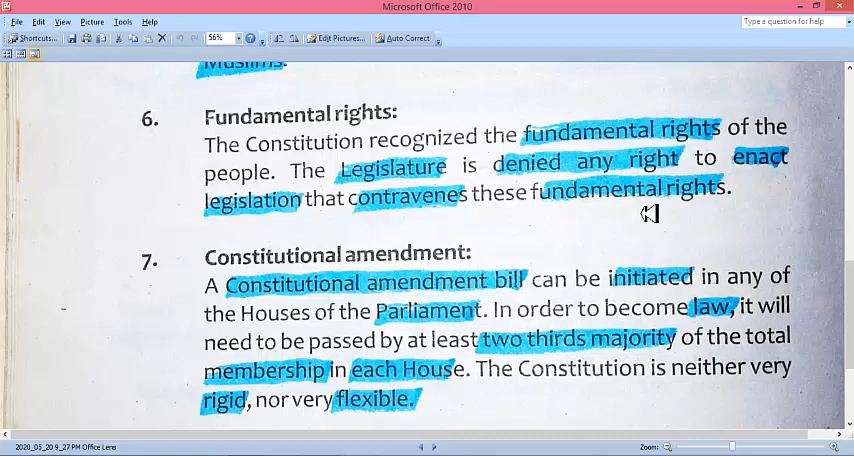 Microsoft Office 2010
File Edit View Picture Tools Help
Type a question for help
Shortcuts... 56% Edit Pictures... Auto Correct
Muslims.
6. Fundamental rights:
The Constitution recognized the fundamental rights of the
people. The Legislature is denied any right to enact
legislation that contravenes these fundamental rights.
7. Constitutional amendment:
A Constitutional amendment bill can be initiated in any of
the Houses of the Parliament. In order to become law, it will
need to be passed by at least two thirds majority of the total
membership in each House. The Constitution is neither very
rigid, nor very flexible.
2020_05_20 9_27 PM Office Lens
Zoom: